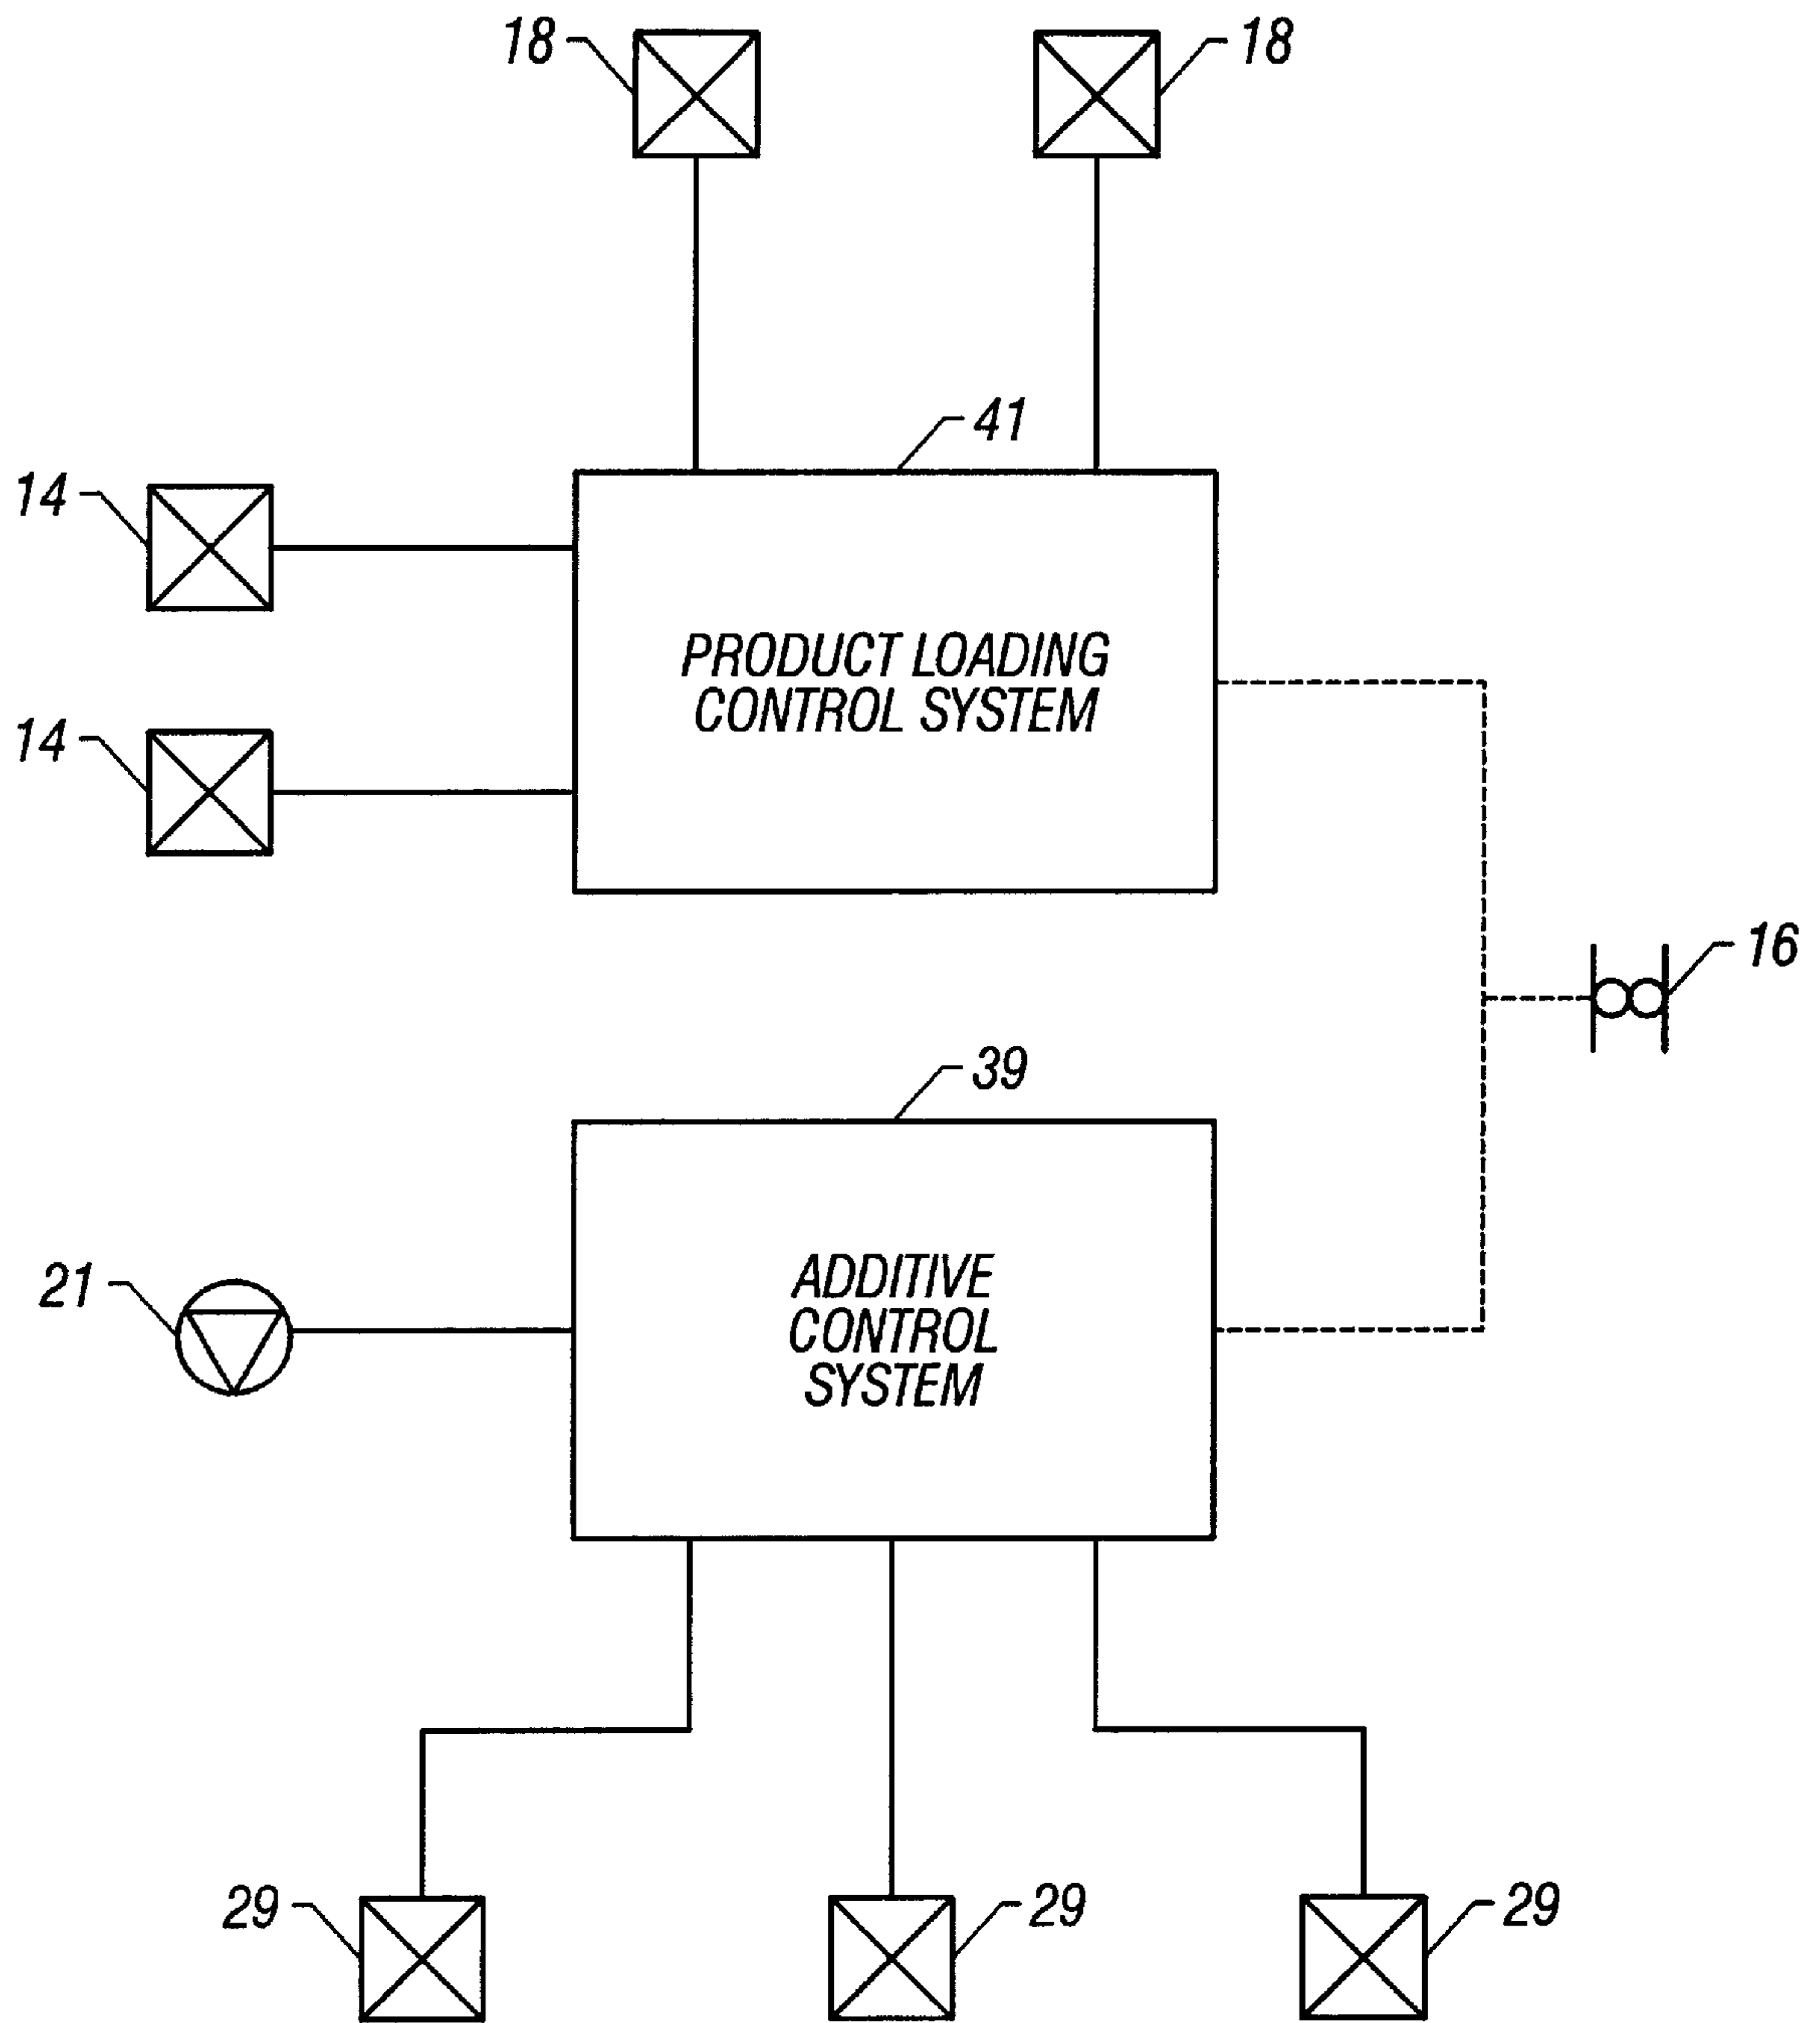 18
18
41
14
PRODUCT LOADING
CONTROL SYSTEM
14
16
39
21
ADDITIVE
CONTROL
SYSTEM
29
29
29